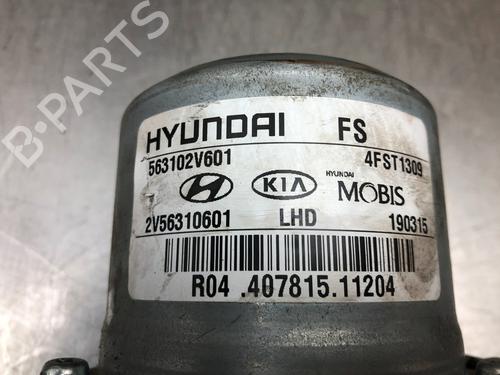 HYUNDAI FS
563102V601 4FST1309
KIA HYUNDAI MOBIS
2V56310601 LHD 190315
R04 .407815.11204
B-PARTS